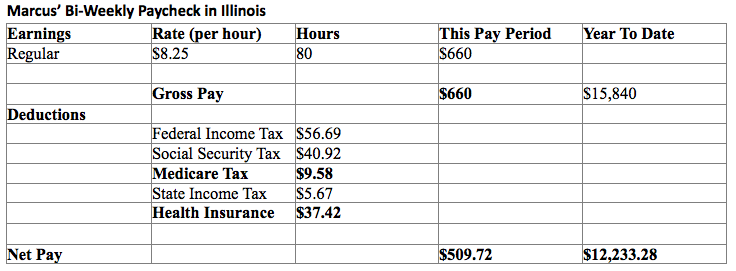 Marcus’ Bi-Weekly Paycheck in Illinois
Earnings Rate (per hour) Hours This Pay Period Year To Date
Regular $8.25 80 $660
Gross Pay $660 $15,840
Deductions
Federal Income Tax $56.69
Social Security Tax $40.92
Medicare Tax $9.58
State Income Tax $5.67
Health Insurance $37.42
Net Pay $509.72 $12,233.28